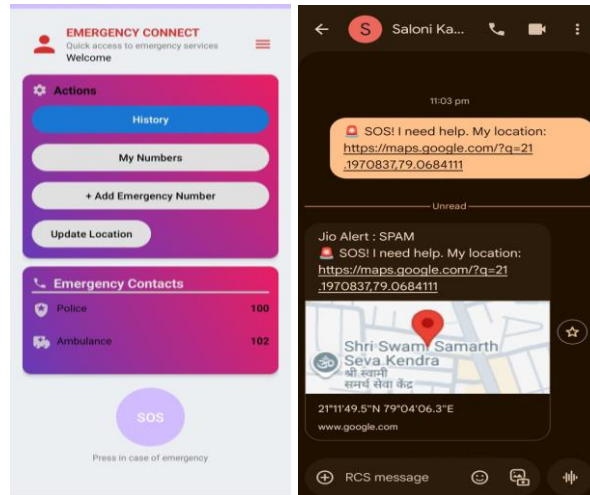 EMERGENCY CONNECT
Quick access to emergency services
Welcome
Actions
History
My Numbers
+ Add Emergency Number
Update Location
Emergency Contacts
Police 100
Ambulance 102
SOS
Press in case of emergency
S Saloni Ka...
11:03 pm
🚨 SOS! I need help. My location:
https://maps.google.com/?q=21
.1970837,79.0684111
Unread
Jio Alert : SPAM
🚨 SOS! I need help. My location:
https://maps.google.com/?q=21
.1970837,79.0684111
Shri Swami Samarth
Seva Kendra
श्री स्वामी
समर्थ सेवा केंद्र
21°11'49.5"N 79°04'06.3"E
www.google.com
RCS message